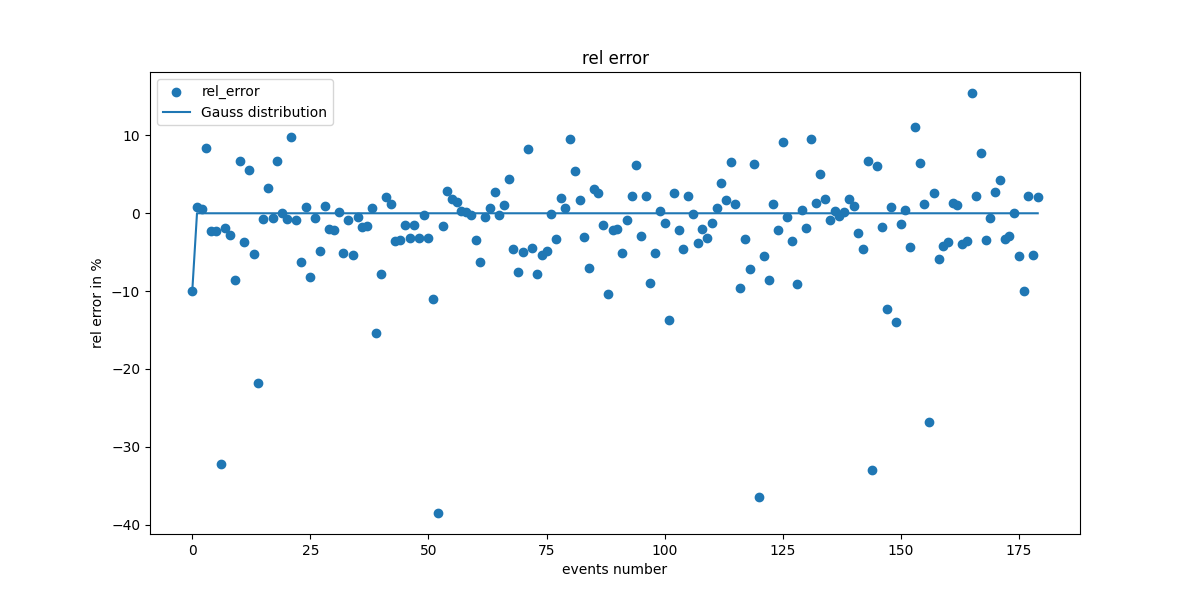 rel error
rel_error
Gauss distribution
rel error in %
10
0
−10
−20
−30
−40
0 25 50 75 100 125 150 175
events number